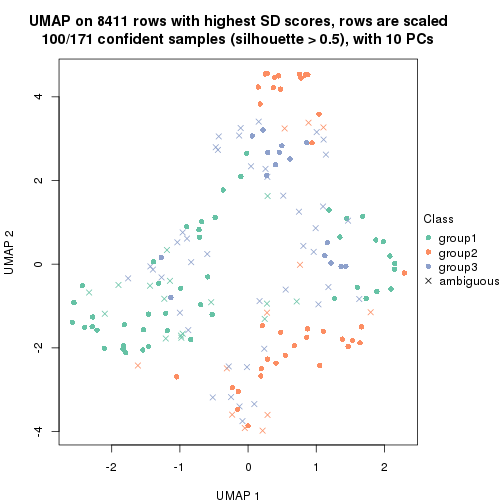 UMAP on 8411 rows with highest SD scores, rows are scaled
100/171 confident samples (silhouette > 0.5), with 10 PCs
4
2
0
-2
-4
UMAP 2
-2
-1
0
1
2
UMAP 1
Class
group1
group2
group3
ambiguous